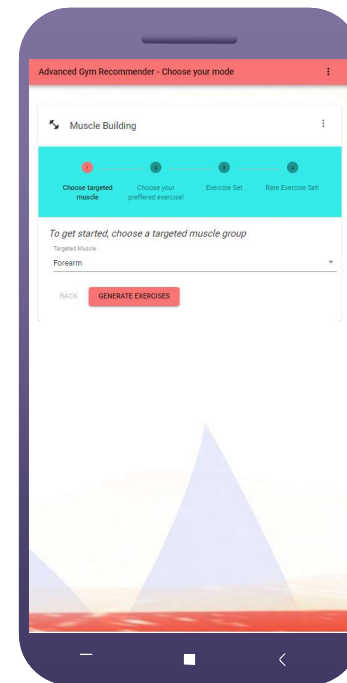 Advanced Gym Recommender - Choose your mode
Muscle Building
1 2 3 4
Choose targeted muscle
Choose your preffered exercise!
Exercise Set
Rate Exercise Set!
To get started, choose a targeted muscle group
Targeted Muscle
Forearm
BACK GENERATE EXERCISES